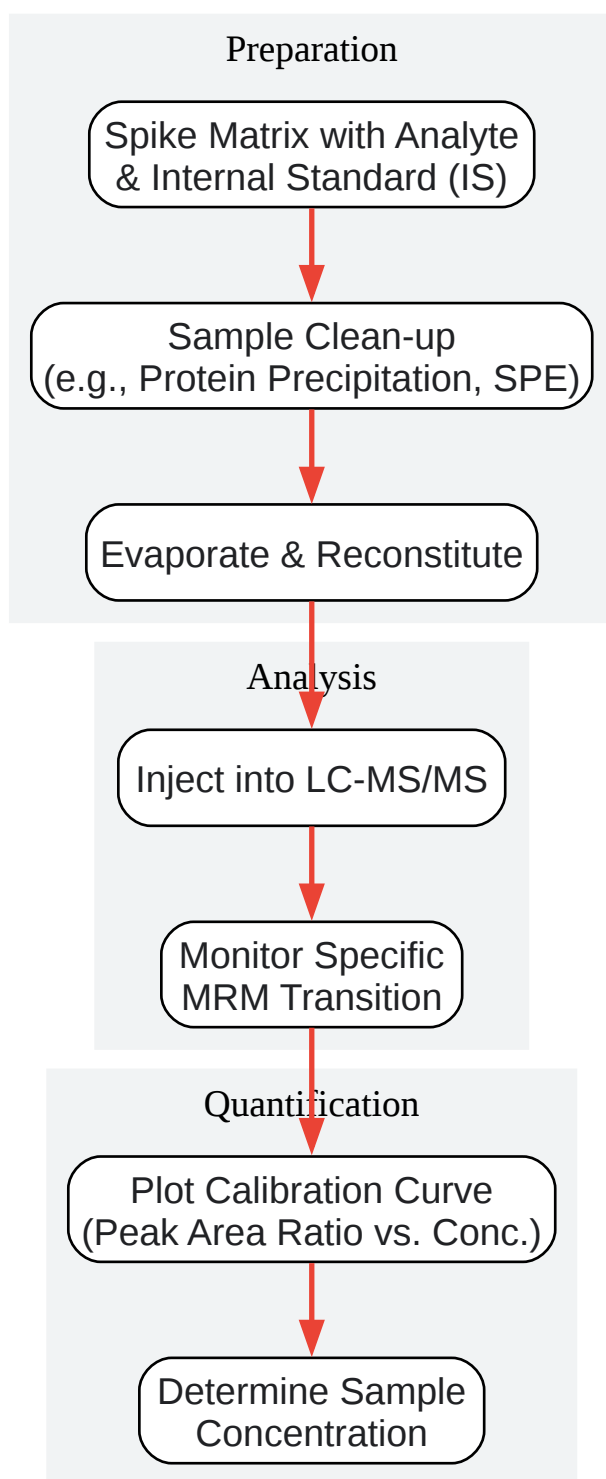 Preparation
Spike Matrix with Analyte
& Internal Standard (IS)
Sample Clean-up
(e.g., Protein Precipitation, SPE)
Evaporate & Reconstitute
Analysis
Inject into LC-MS/MS
Monitor Specific
MRM Transition
Quantification
Plot Calibration Curve
(Peak Area Ratio vs. Conc.)
Determine Sample
Concentration